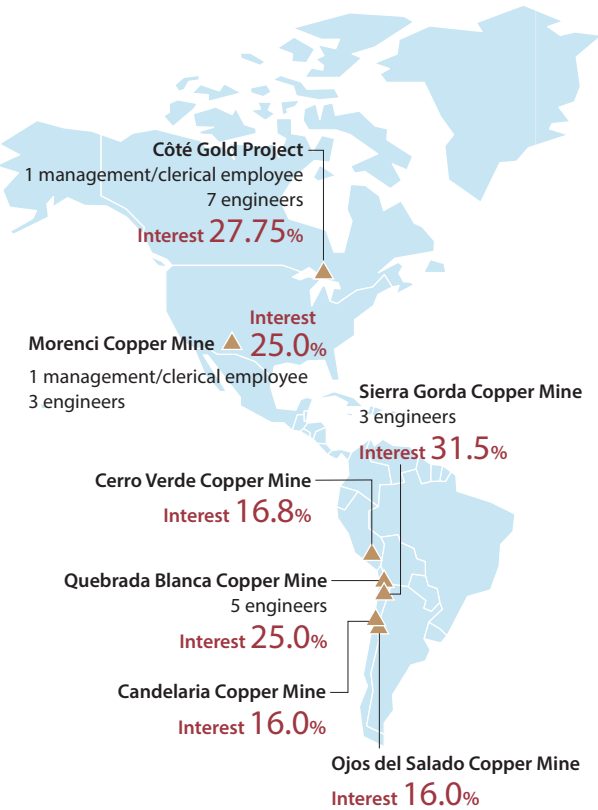 Côté Gold Project
1 management/clerical employee
7 engineers
Interest 27.75%
Interest
25.0%
Morenci Copper Mine
1 management/clerical employee
3 engineers
Sierra Gorda Copper Mine
3 engineers
Interest 31.5%
Cerro Verde Copper Mine
Interest 16.8%
Quebrada Blanca Copper Mine
5 engineers
Interest 25.0%
Candelaria Copper Mine
Interest 16.0%
Ojos del Salado Copper Mine
Interest 16.0%